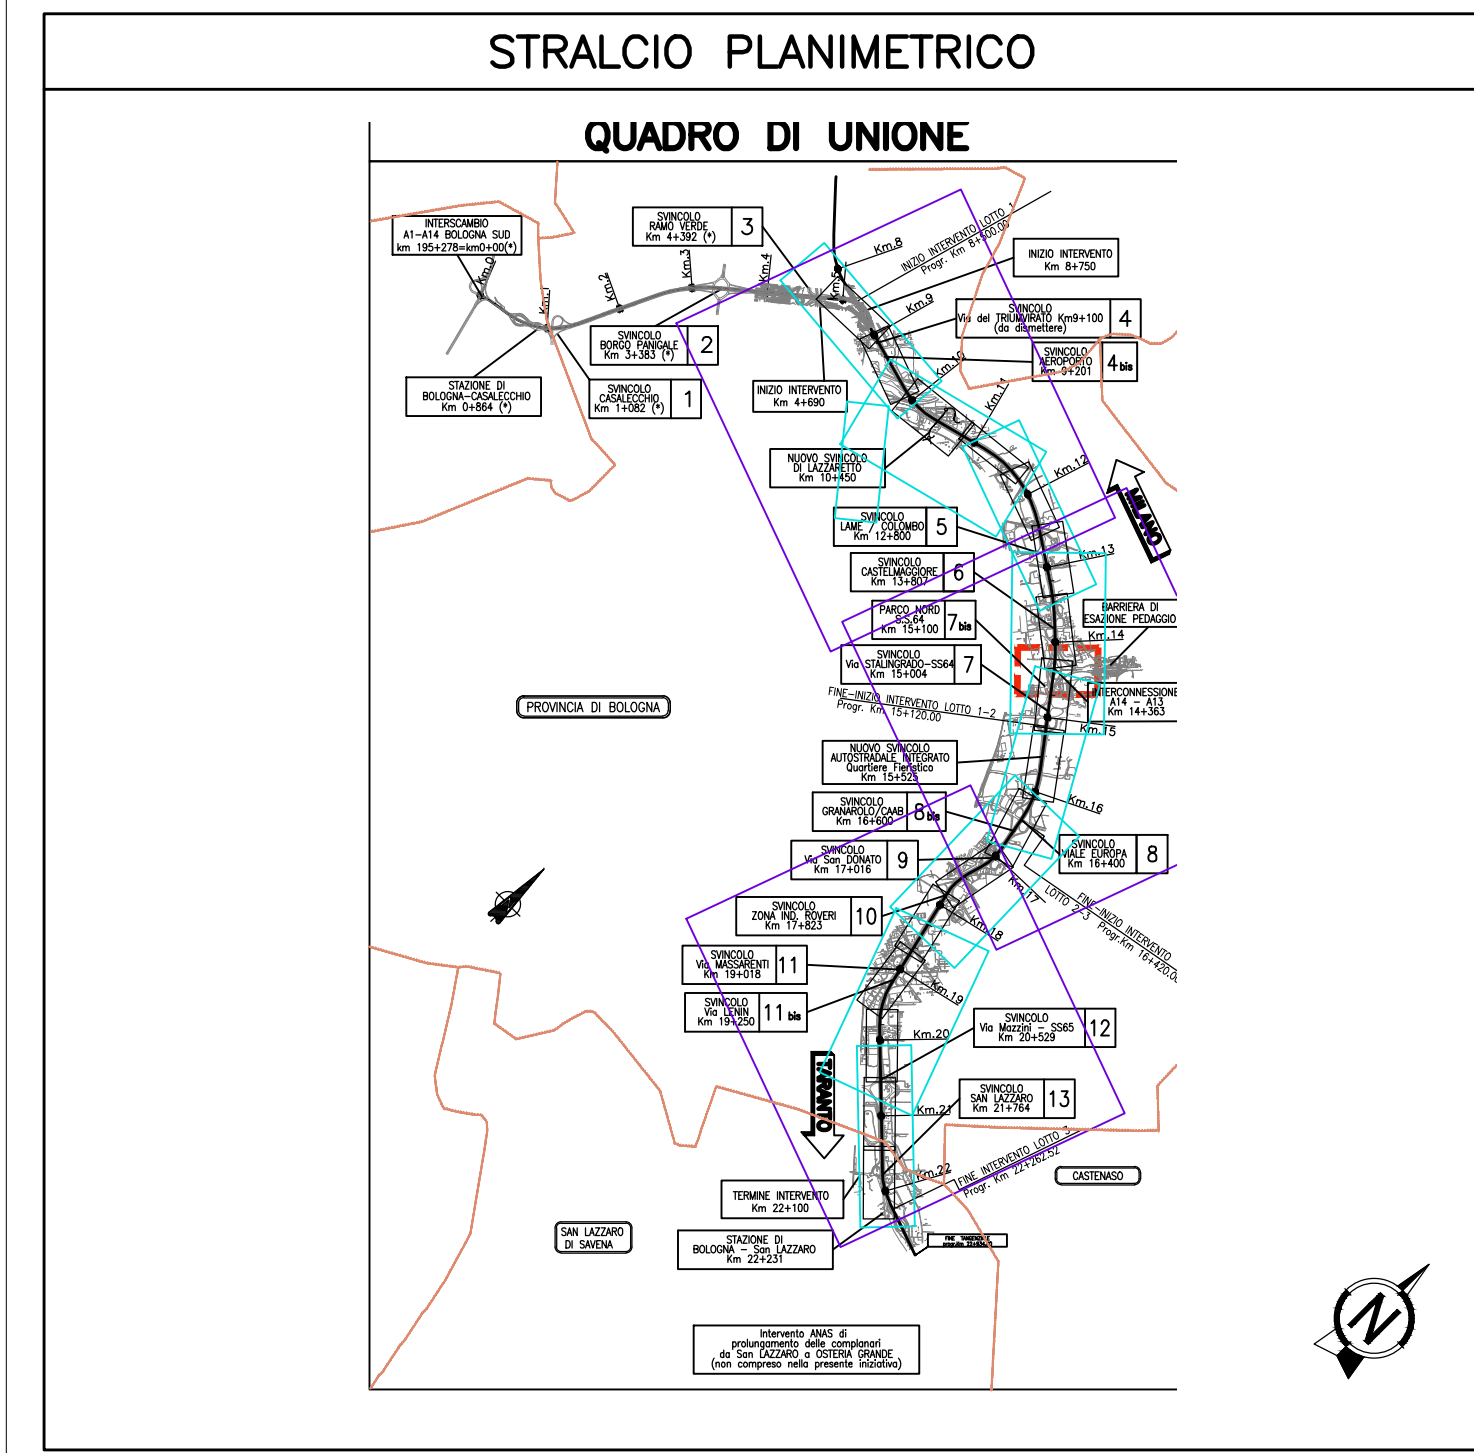 STRALCIO PLANIMETRICO
QUADRO DI UNIONE
INTERSCAMBIO
A1-A14 BOLOGNA SUD
km 195+278=km0+00(*)
SVINCOLO
RAMO VERDE
Km 4+392 (*)
3
Km.0
Km.1
Km.2
Km.3
Km.4
Km.5
Km.8
INIZIO INTERVENTO LOTTO 1
Progr. Km 8+500.00
INIZIO INTERVENTO
Km 8+750
Km.9
SVINCOLO
Via del TRIUMVIRATO Km9+100
(da dismettere)
4
SVINCOLO
BORGO PANIGALE
Km 3+383 (*)
2
SVINCOLO
AEROPORTO
Km 9+201
4bis
STAZIONE DI
BOLOGNA-CASALECCHIO
Km 0+864 (*)
SVINCOLO
CASALECCHIO
Km 1+082 (*)
1
INIZIO INTERVENTO
Km 4+690
Km.10
Km.11
NUOVO SVINCOLO
DI LAZZARETTO
Km 10+450
Km.12
MILANO
SVINCOLO
LAME / COLOMBO
Km 12+800
5
Km.13
SVINCOLO
CASTELMAGGIORE
Km 13+807
6
PARCO NORD
S.S.64
Km 15+100
7bis
BARRIERA DI
ESAZIONE PEDAGGIO
Km.14
SVINCOLO
Via STALINGRADO-SS64
Km 15+004
7
INTERCONNESSIONE
A14 - A13
Km 14+363
FINE-INIZIO INTERVENTO LOTTO 1-2
Progr. Km 15+120.00
PROVINCIA DI BOLOGNA
Km.15
NUOVO SVINCOLO
AUTOSTRADALE INTEGRATO
Quartiere Fieristico
Km 15+525
Km.16
SVINCOLO
GRANAROLO/CAAB
Km 16+600
8bis
SVINCOLO
VIALE EUROPA
Km 16+400
8
SVINCOLO
Via San DONATO
Km 17+016
9
Km.17
FINE-INIZIO INTERVENTO
LOTTO 2-3 Progr.Km 16+420.00
SVINCOLO
ZONA IND. ROVERI
Km 17+823
10
Km.18
SVINCOLO
Via MASSARENTI
Km 19+018
11
Km.19
SVINCOLO
Via LENIN
Km 19+250
11 bis
SVINCOLO
Via Mazzini - SS65
Km 20+529
12
Km.20
TARANTO
SVINCOLO
SAN LAZZARO
Km 21+764
13
Km.21
FINE INTERVENTO LOTTO 3
Progr. Km 22+262.52
Km.22
CASTENASO
TERMINE INTERVENTO
Km 22+100
SAN LAZZARO
DI SAVENA
STAZIONE DI
BOLOGNA - San LAZZARO
Km 22+231
FINE TANGENZIALE
Intervento ANAS di
prolungamento delle complanari
da San LAZZARO a OSTERIA GRANDE
(non compreso nella presente iniziativa)
N